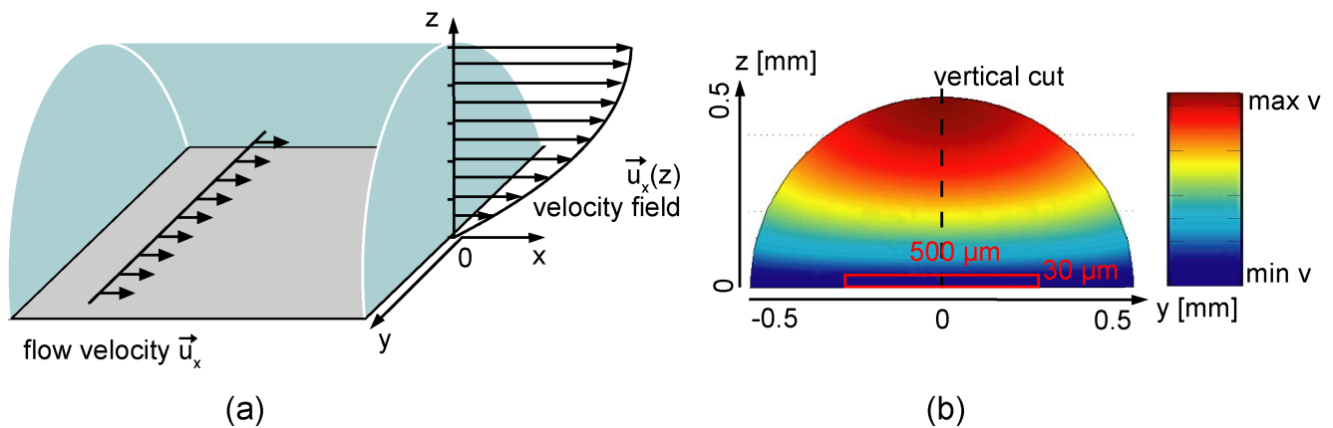 z
0
x
y
u⃗ₓ(z)
velocity field
flow velocity u⃗ₓ
(a)
z [mm]
vertical cut
0.5
0
500 µm
30 µm
-0.5
0
0.5
y [mm]
max v
min v
(b)